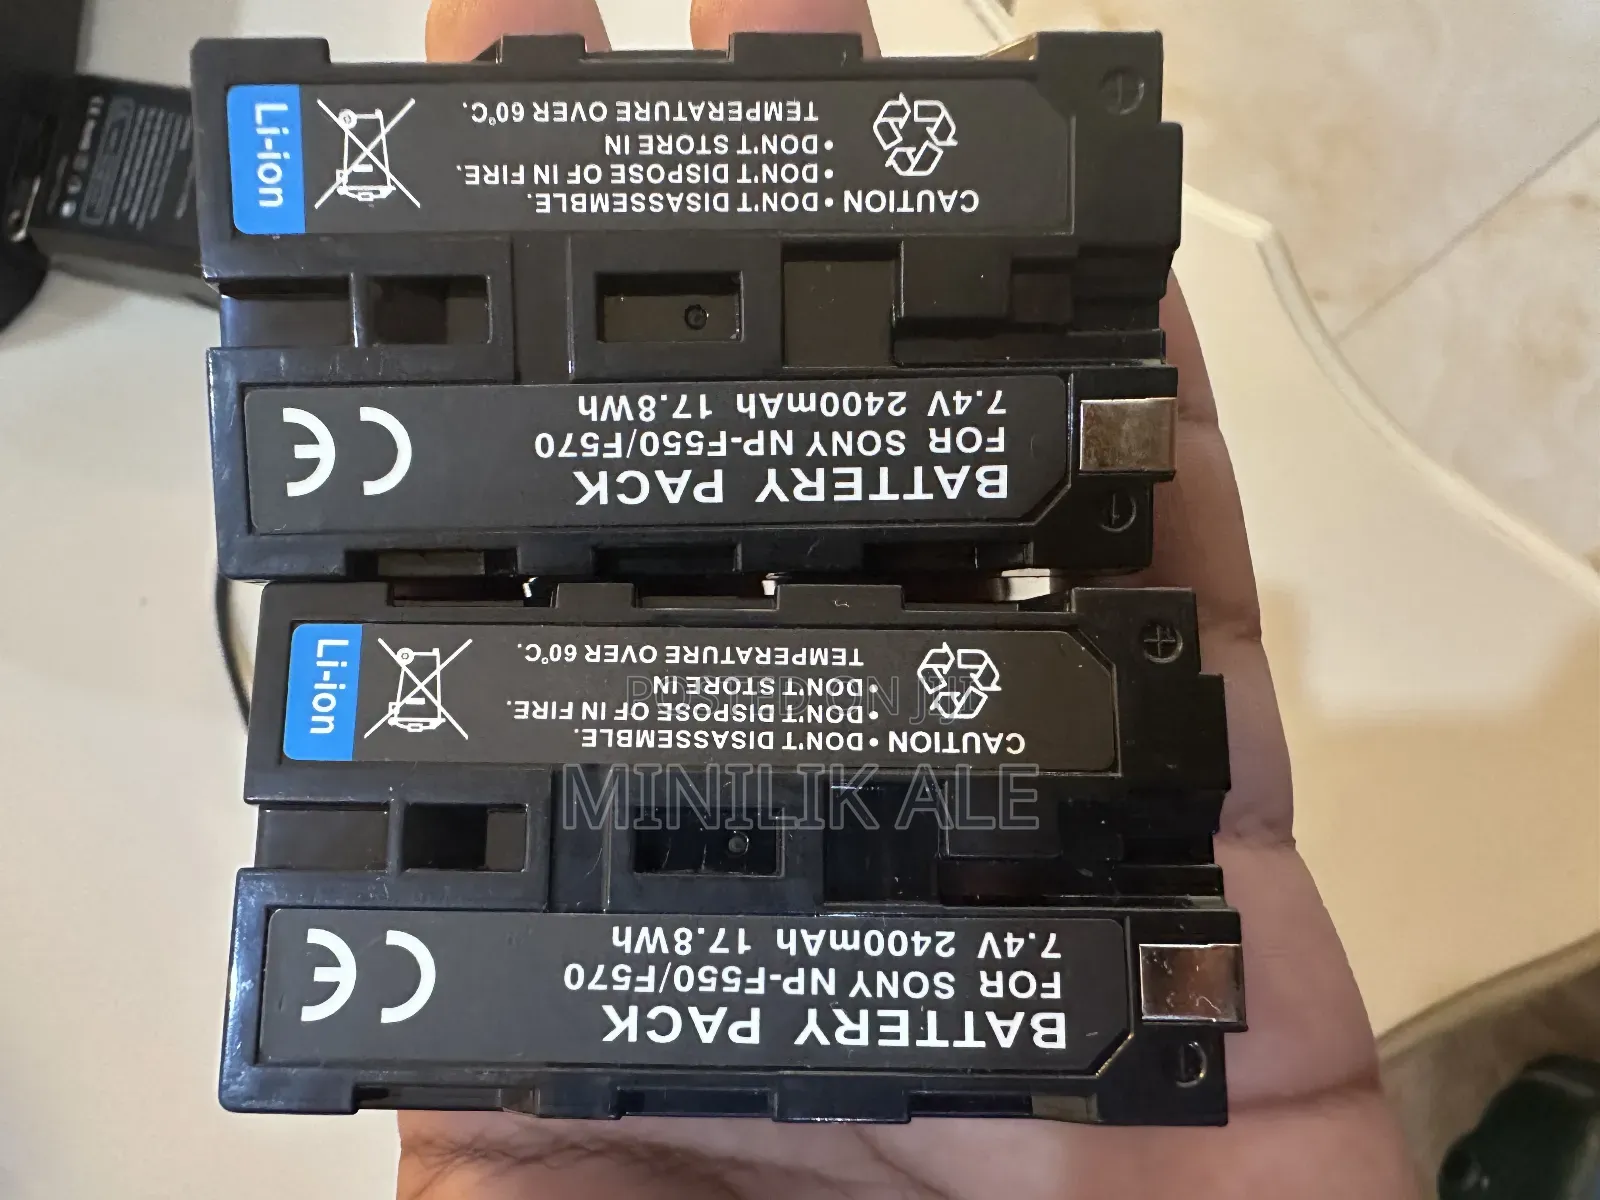 Li-ion
CAUTION • DON'T DISASSEMBLE.
• DON'T DISPOSE OF IN FIRE.
• DON'T STORE IN
TEMPERATURE OVER 60°C.
BATTERY PACK
FOR SONY NP-F550/F570
7.4V 2400mAh 17.8Wh
CE
Li-ion
CAUTION • DON'T DISASSEMBLE.
• DON'T DISPOSE OF IN FIRE.
• DON'T STORE IN
TEMPERATURE OVER 60°C.
POSTED ON JIJI
MINILIK ALE
BATTERY PACK
FOR SONY NP-F550/F570
7.4V 2400mAh 17.8Wh
CE